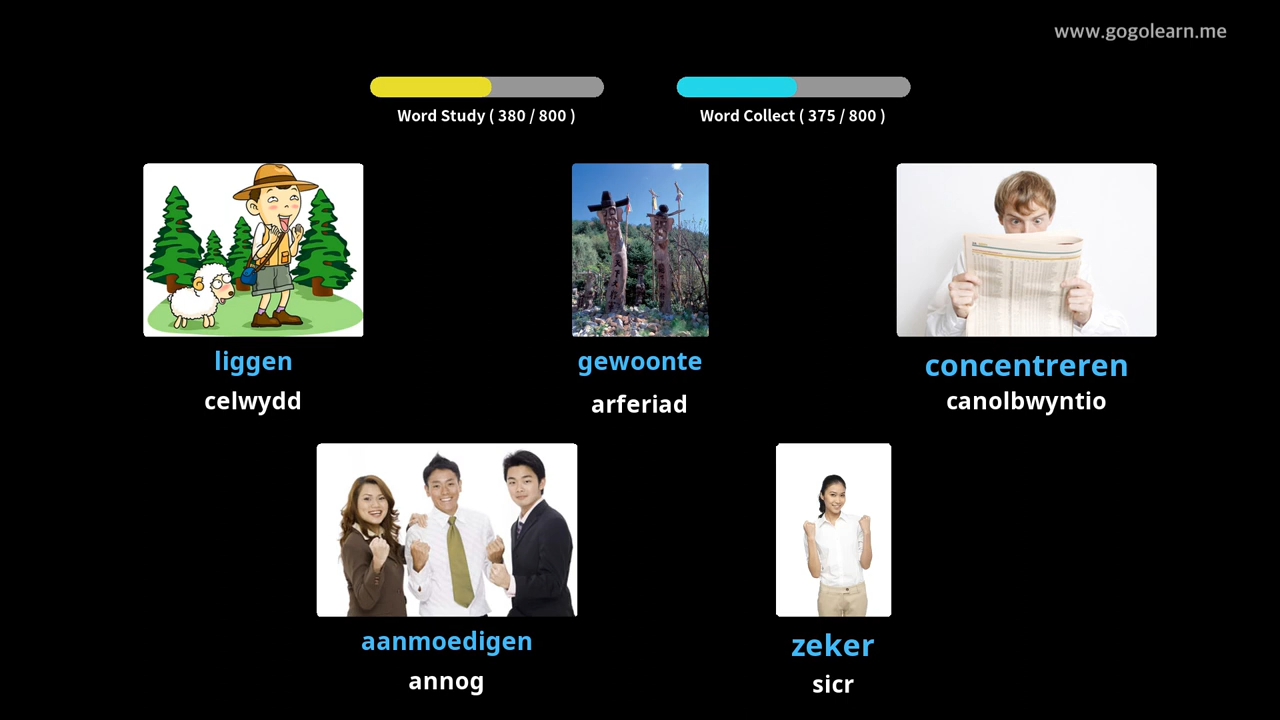 www.gogolearn.me
Word Study ( 380 / 800 )
Word Collect ( 375 / 800 )
liggen
celwydd
gewoonte
arferiad
concentreren
canolbwyntio
aanmoedigen
annog
zeker
sicr